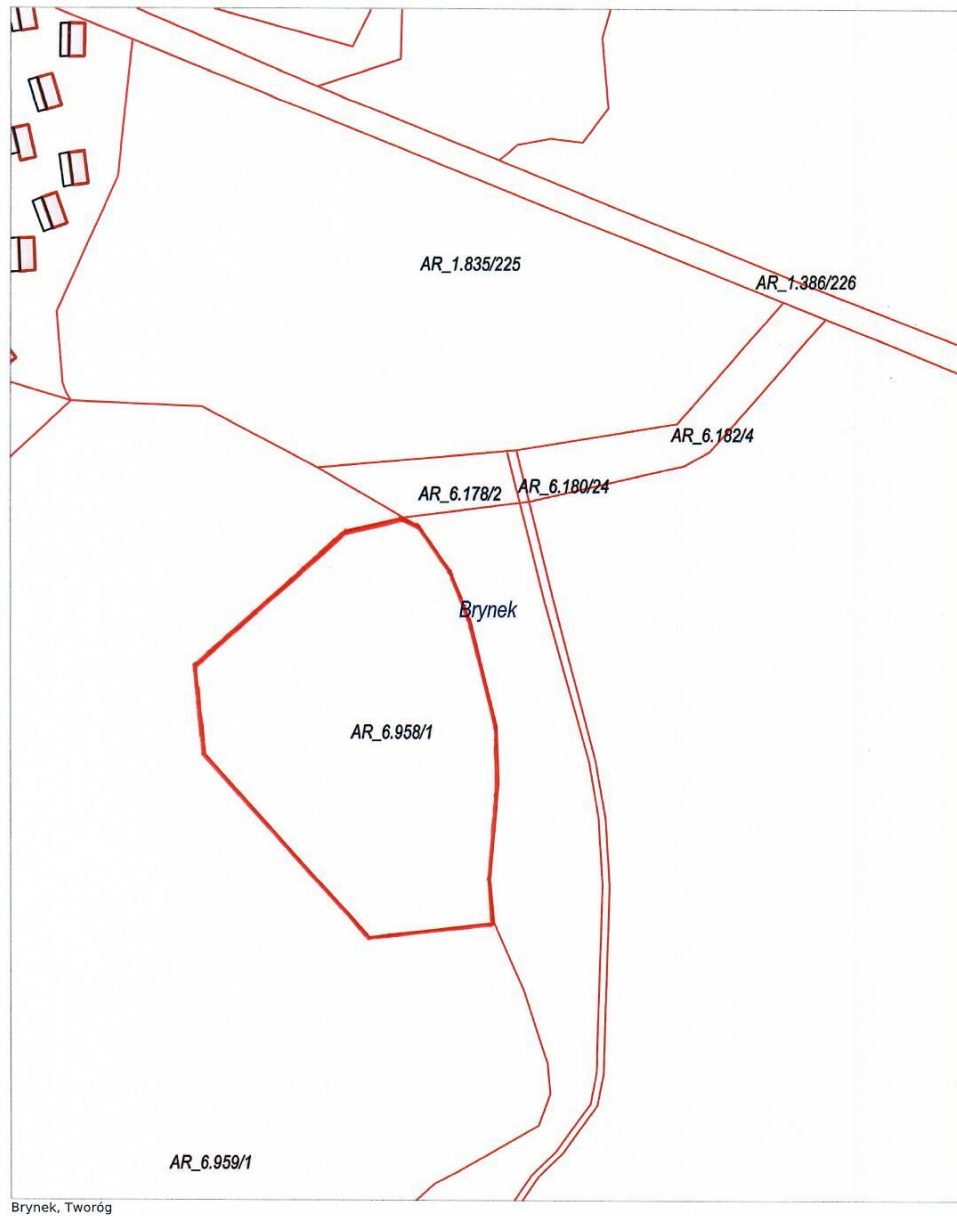 AR_1.835/225
AR_1.386/226
AR_6.182/4
AR_6.178/2
AR_6.180/24
Brynek
AR_6.958/1
AR_6.959/1
Brynek, Tworóg